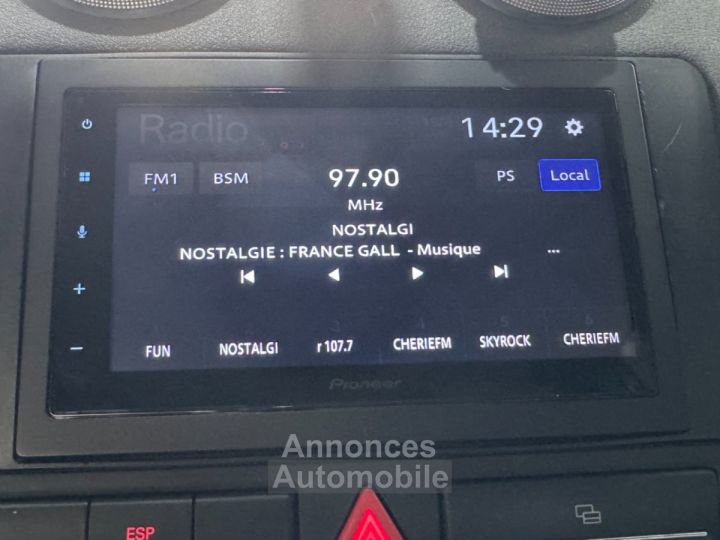 Radio
14:29
FM1 BSM 97.90 PS Local
MHz
NOSTALGI
NOSTALGIE : FRANCE GALL - Musique ...
FUN NOSTALGI r 107.7 CHERIEFM SKYROCK CHERIEFM
Pioneer
Annonces
Automobile
ESP